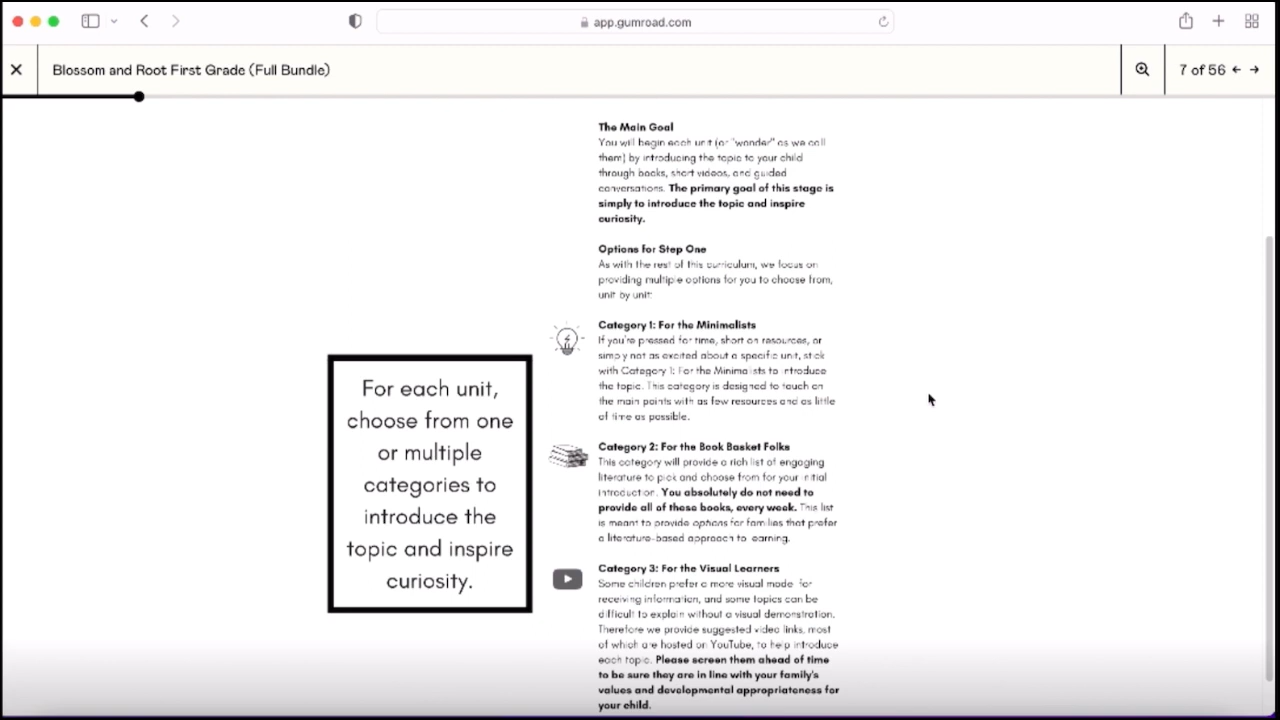 app.gumroad.com
Blossom and Root First Grade (Full Bundle)
7 of 56
The Main Goal
You will begin each unit (or "wonder" as we call
them) by introducing the topic to your child
through books, short videos, and guided
conversations. The primary goal of this stage is
simply to introduce the topic and inspire
curiosity.
Options for Step One
As with the rest of this curriculum, we focus on
providing multiple options for you to choose from,
unit by unit:
Category 1: For the Minimalists
If you're pressed for time, short on resources, or
simply not as excited about a specific unit, stick
with Category 1: For the Minimalists to introduce
the topic. This category is designed to touch on
the main points with as few resources and as little
of time as possible.
For each unit,
choose from one
or multiple
categories to
introduce the
topic and inspire
curiosity.
Category 2: For the Book Basket Folks
This category will provide a rich list of engaging
literature to pick and choose from for your initial
introduction. You absolutely do not need to
provide all of these books, every week. This list
is meant to provide options for families that prefer
a literature-based approach to learning.
Category 3: For the Visual Learners
Some children prefer a more visual mode for
receiving information, and some topics can be
difficult to explain without a visual demonstration.
Therefore we provide suggested video links, most
of which are hosted on YouTube, to help introduce
each topic. Please screen them ahead of time
to be sure they are in line with your family's
values and developmental appropriateness for
your child.